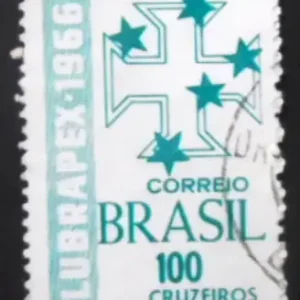 LUBRAPEX·1966
CORREIO
BRASIL
100
CRUZEIROS